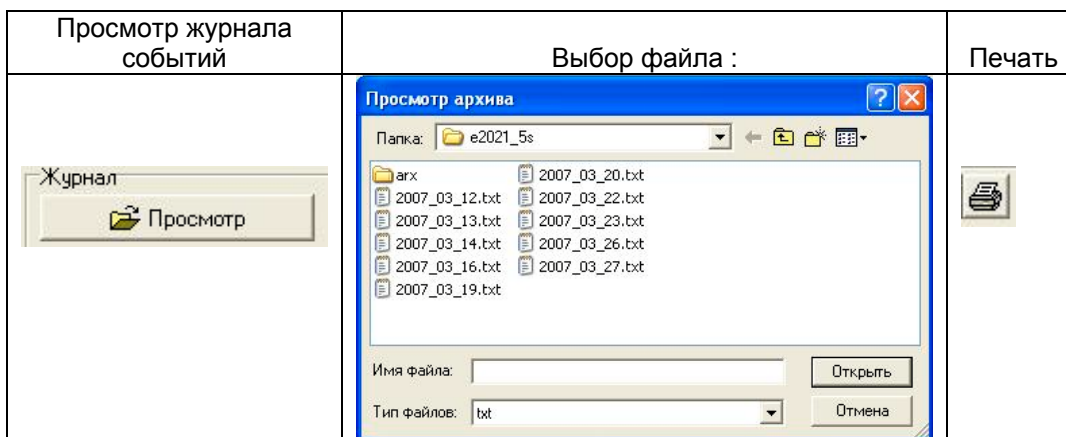 Просмотр журнала
событий
Выбор файла :
Печать
Журнал
Просмотр
Просмотр архива
Папка: e2021_5s
arx
2007_03_12.txt
2007_03_13.txt
2007_03_14.txt
2007_03_16.txt
2007_03_19.txt
2007_03_20.txt
2007_03_22.txt
2007_03_23.txt
2007_03_26.txt
2007_03_27.txt
Имя файла:
Открыть
Тип файлов: txt
Отмена